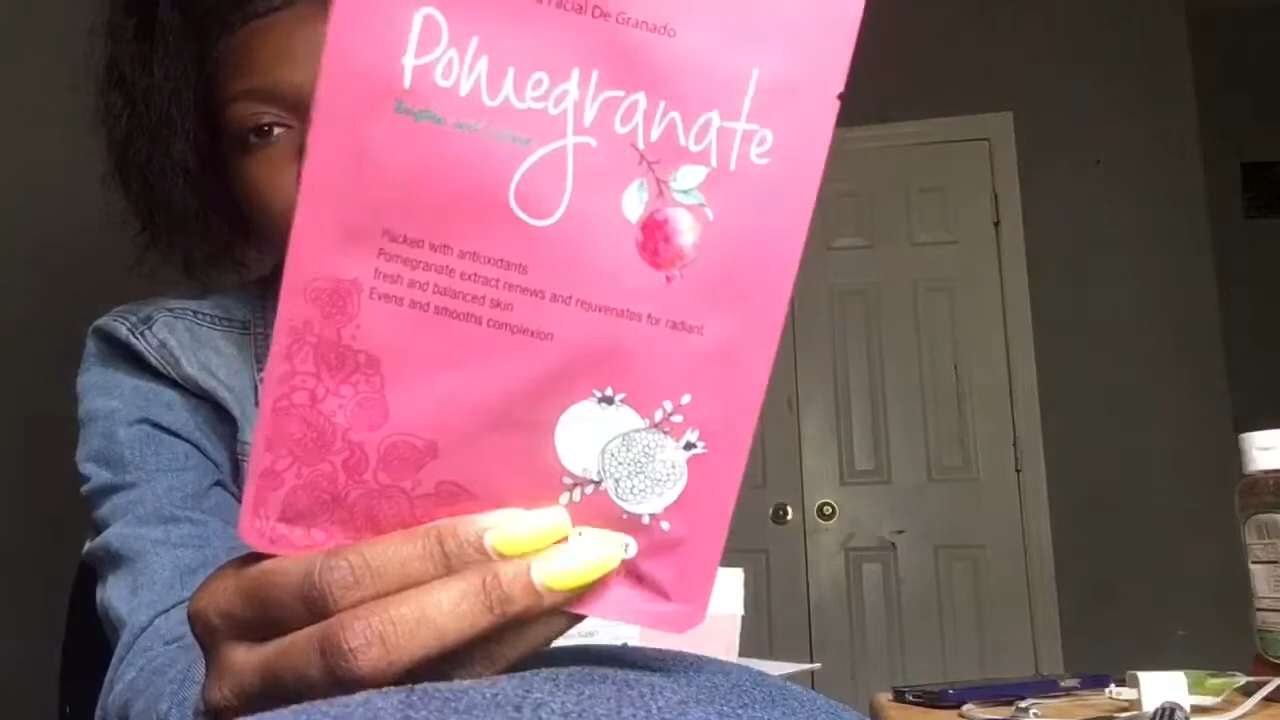 Facial De Granado
Pomegranate
Packed with antioxidants
Pomegranate extract renews and rejuvenates for radiant
fresh and balanced skin
Evens and smooths complexion